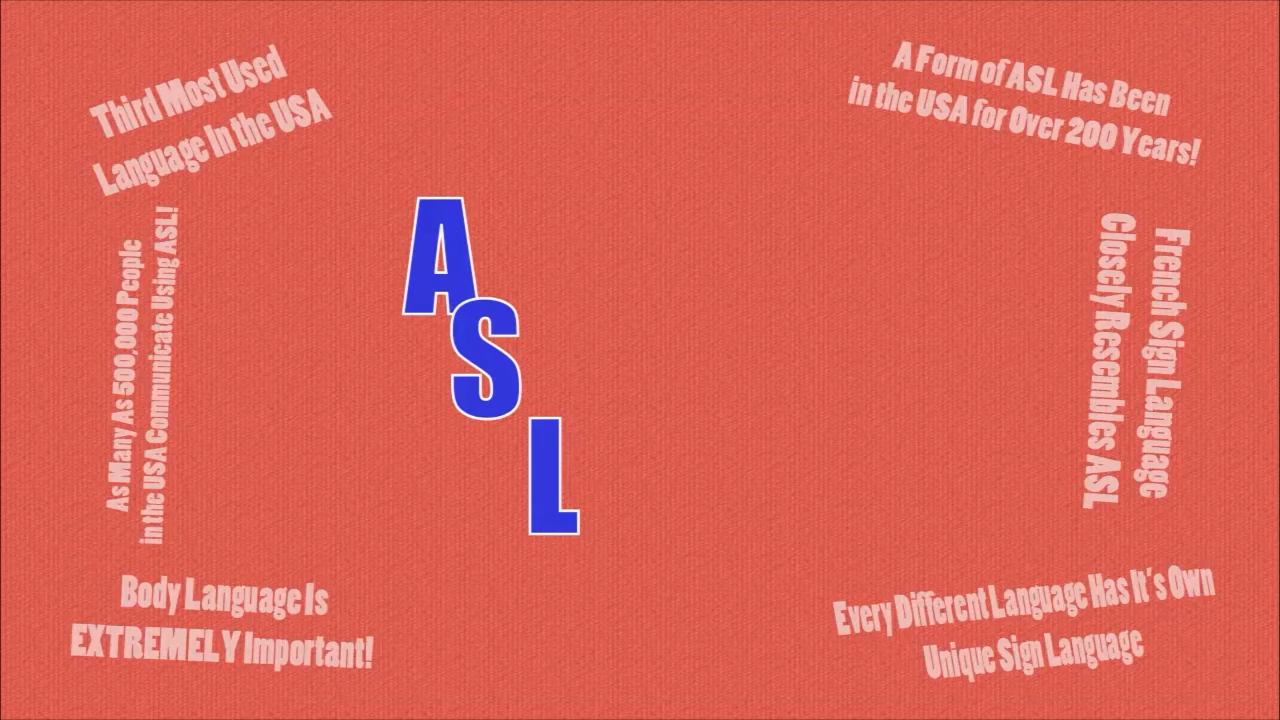 Third Most Used
Language In the USA
A Form of ASL Has Been
in the USA for Over 200 Years!
As Many As 500,000 People
in the USA Communicate Using ASL!
A
S
L
French Sign Language
Closely Resembles ASL
Body Language Is
EXTREMELY Important!
Every Different Language Has It's Own
Unique Sign Language